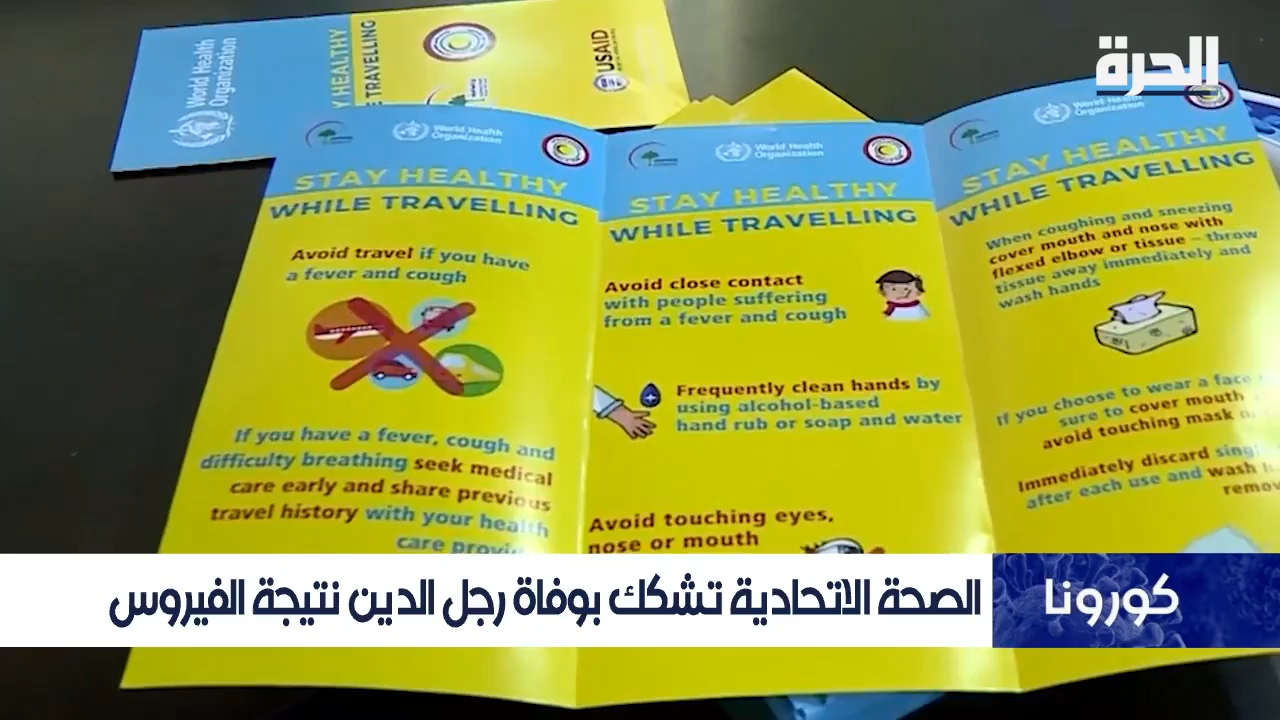 الحرة
World Health
Organization
Y HEALTHY
E TRAVELLING
USAID
World Health
Organization
STAY HEALTHY
WHILE TRAVELLING
Avoid travel if you have
a fever and cough
If you have a fever, cough and
difficulty breathing seek medical
care early and share previous
travel history with your health
care
World Health
Organization
STAY HEALTHY
WHILE TRAVELLING
Avoid close contact
with people suffering
from a fever and cough
Frequently clean hands by
using alcohol-based
hand rub or soap and water
Avoid touching eyes,
nose or mouth
World Health
Organization
STAY HEALTHY
WHILE TRAVELLING
When coughing and sneezing
cover mouth and nose with
flexed elbow or tissue – throw
tissue away immediately and
wash hands
If you choose to wear a face
sure to cover mouth
avoid touching mask
Immediately discard
after each use and wash
كورونا
الصحة الاتحادية تشكك بوفاة رجل الدين نتيجة الفيروس